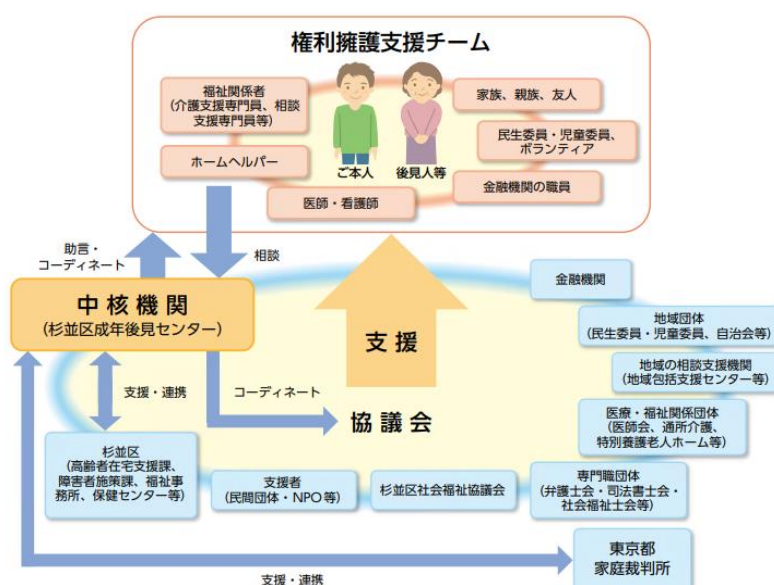 権利擁護支援チーム
福祉関係者
(介護支援専門員、相談
支援専門員等)
家族、親族、友人
民生委員・児童委員、
ボランティア
ホームヘルパー
ご本人
後見人等
金融機関の職員
医師・看護師
助言・
コーディネート
相談
中核機関
(杉並区成年後見センター)
支援
金融機関
地域団体
(民生委員・児童委員、自治会等)
地域の相談支援機関
(地域包括支援センター等)
支援・連携
コーディネート
協議会
医療・福祉関係団体
(医師会、通所介護、
特別養護老人ホーム等)
杉並区
(高齢者在宅支援課、
障害者施策課、福祉事
務所、保健センター等)
支援者
(民間団体・NPO等)
杉並区社会福祉協議会
専門職団体
(弁護士会・司法書士会・
社会福祉士会等)
東京都
家庭裁判所
支援・連携